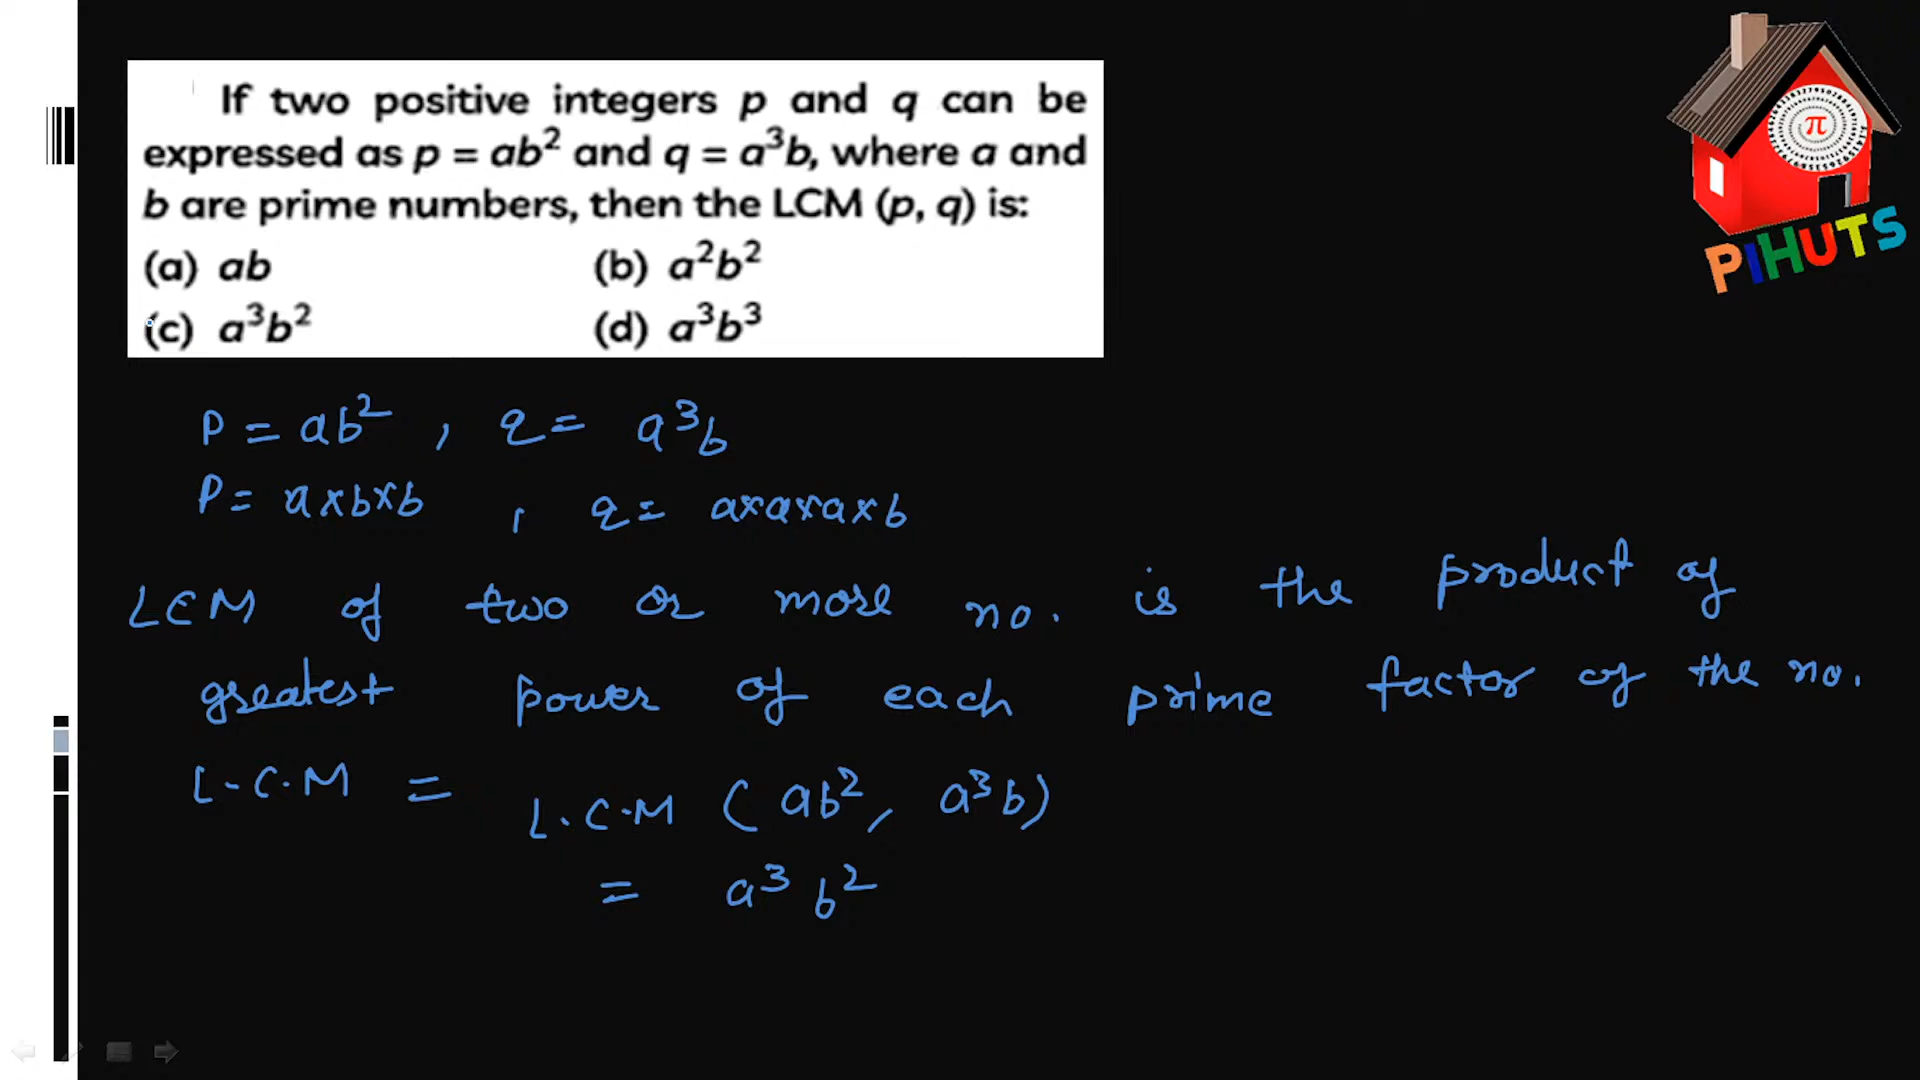 If two positive integers p and q can be
expressed as p = ab² and q = a³b, where a and
b are prime numbers, then the LCM (p, q) is:
(a) ab (b) a²b²
(c) a³b² (d) a³b³
π
PIHUTS
P = ab² , q = a³b
P = a×b×b , q = a×a×a×b
LCM of two or more no. is the product of
greatest power of each prime factor of the no.
L.C.M = L.C.M (ab², a³b)
= a³ b²